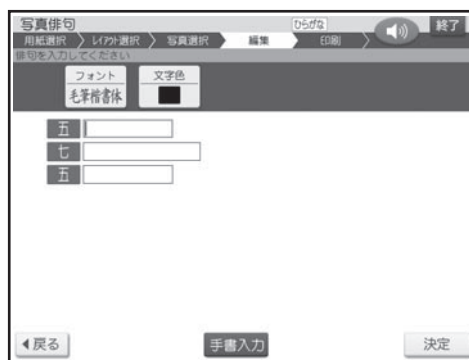 写真俳句 ひらがな 終了
用紙選択 レイアウト選択 写真選択 編集 印刷
俳句を入力してください
フォント 文字色
毛筆楷書体
五
七
五
戻る 手書入力 決定